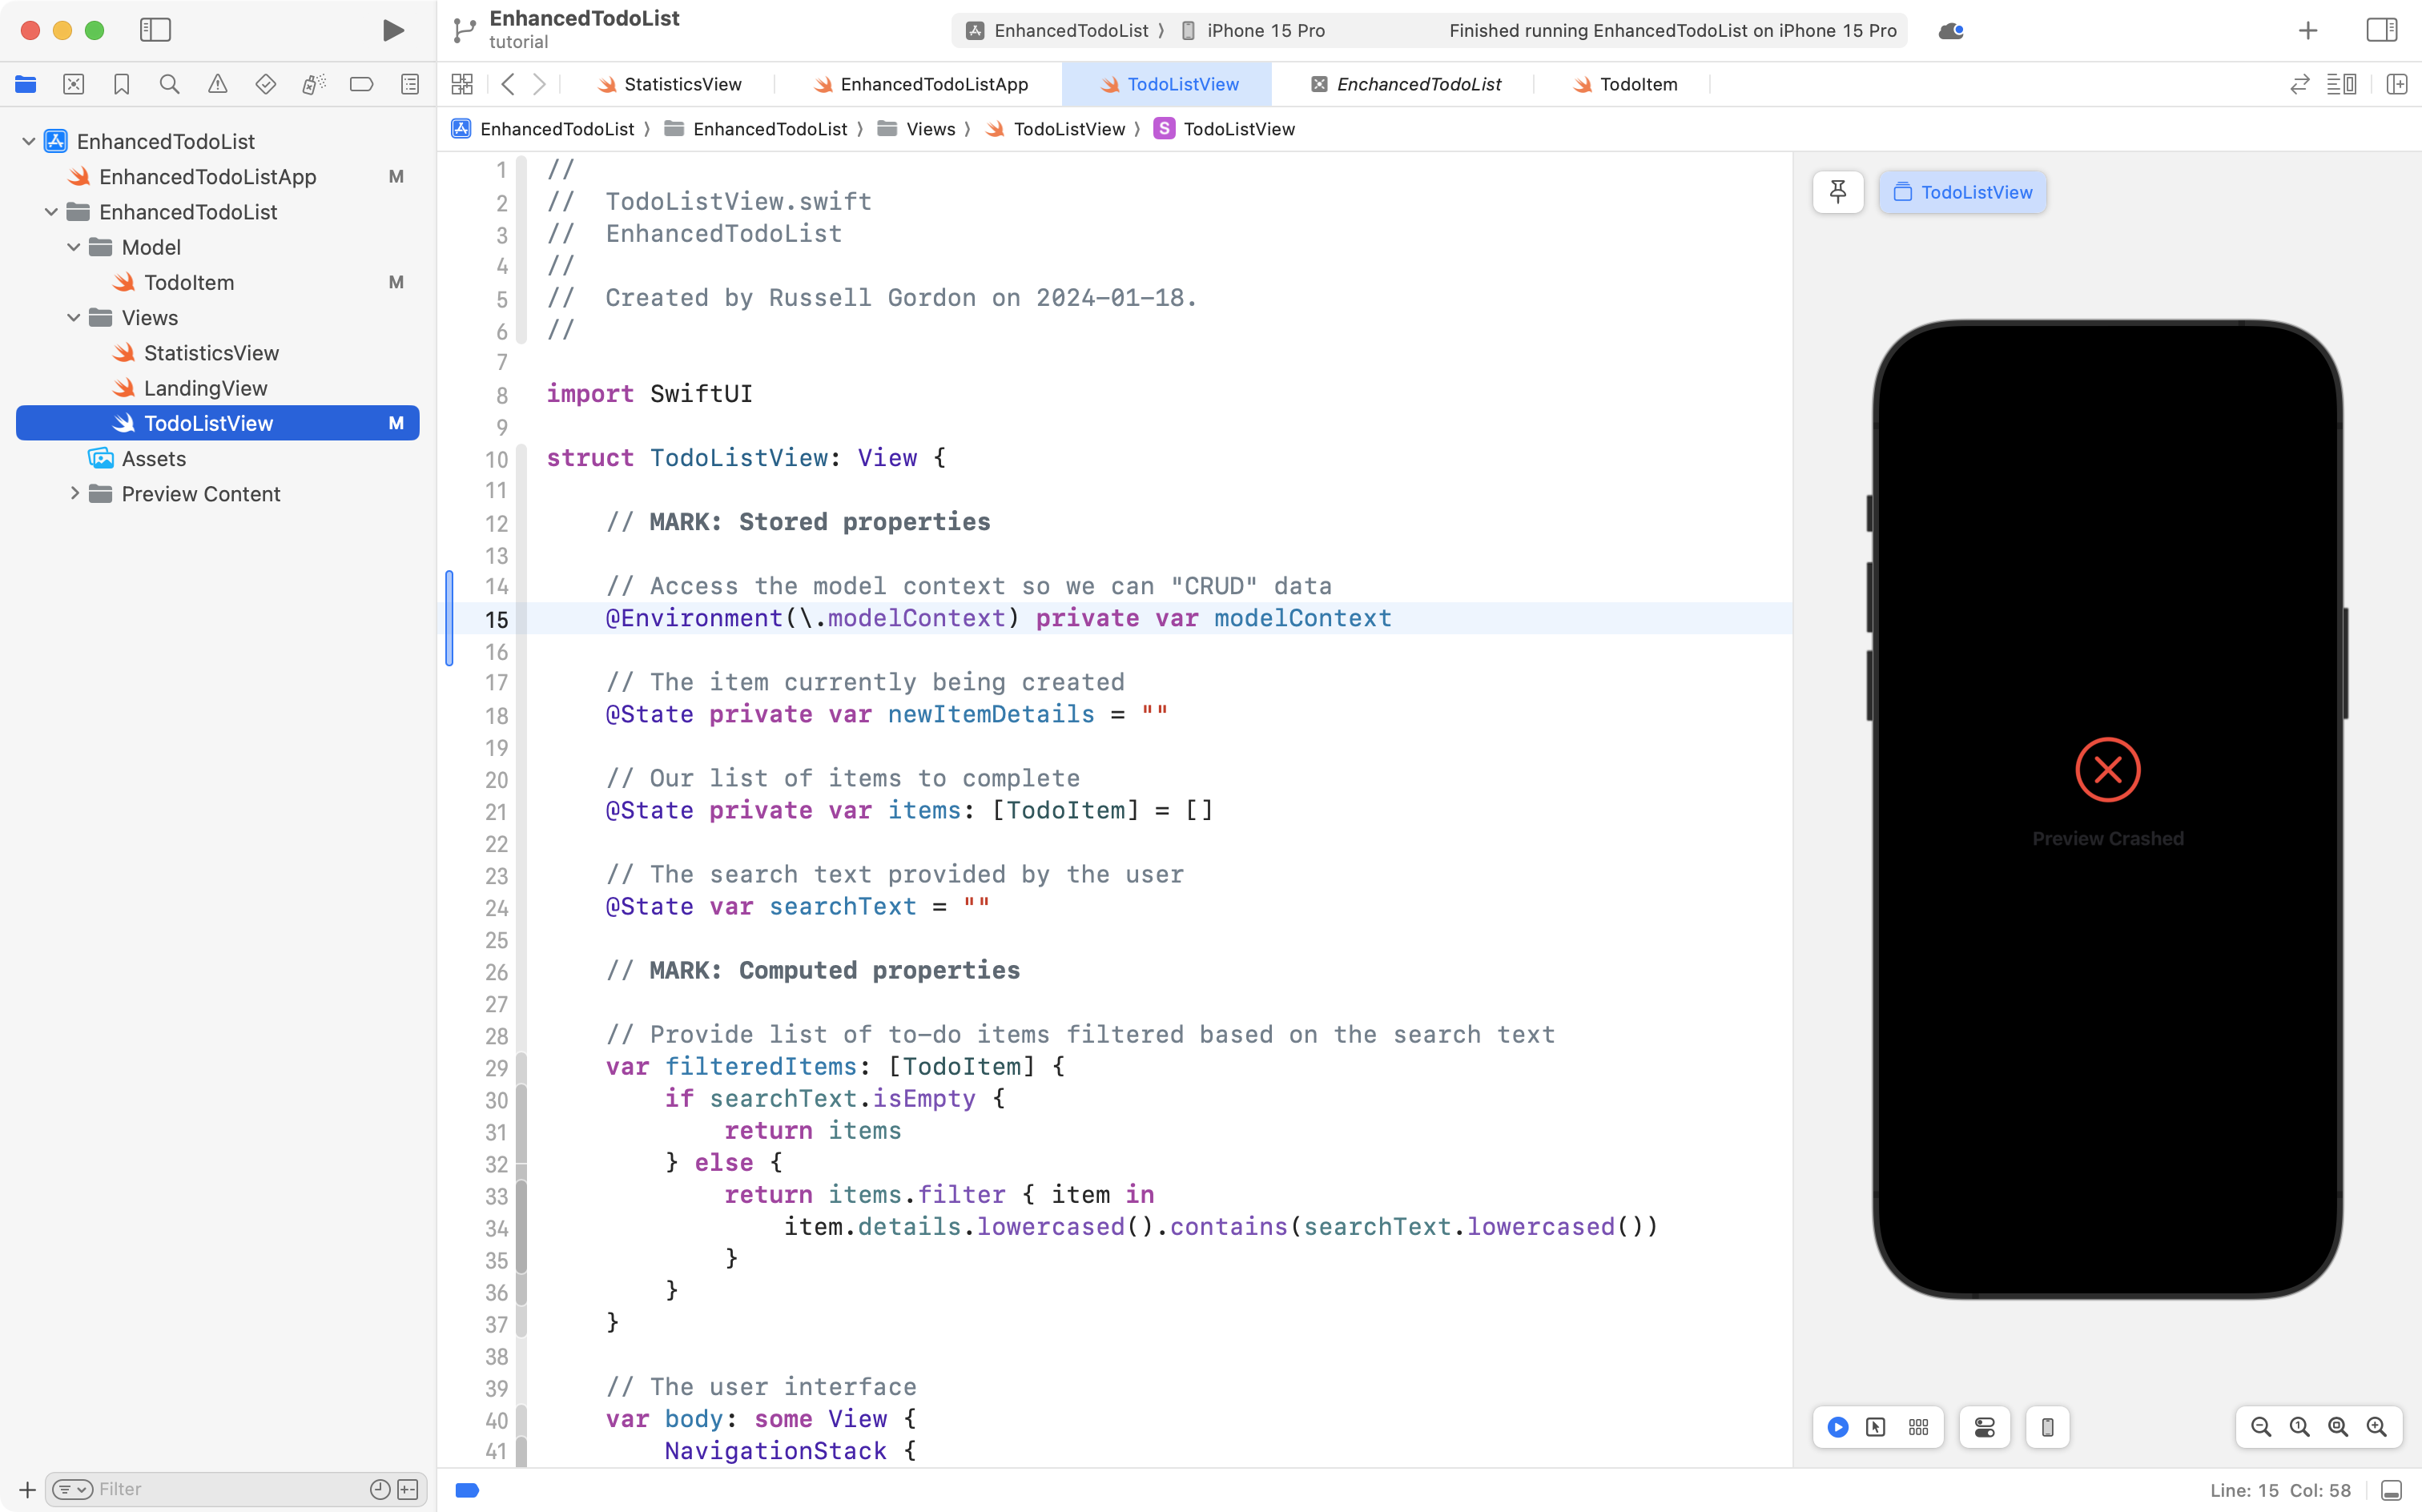 EnhancedTodoList
tutorial
EnhancedTodoList ⟩ iPhone 15 Pro
Finished running EnhancedTodoList on iPhone 15 Pro
StatisticsView
EnhancedTodoListApp
TodoListView
EnchancedTodoList
TodoItem
EnhancedTodoList ⟩ EnhancedTodoList ⟩ Views ⟩ TodoListView ⟩ S TodoListView
EnhancedTodoList
EnhancedTodoListApp M
EnhancedTodoList
Model
TodoItem M
Views
StatisticsView
LandingView
TodoListView M
Assets
Preview Content
Filter
1 //
2 //  TodoListView.swift
3 //  EnhancedTodoList
4 //
5 //  Created by Russell Gordon on 2024-01-18.
6 //
7
8 import SwiftUI
9
10 struct TodoListView: View {
11
12     // MARK: Stored properties
13
14     // Access the model context so we can "CRUD" data
15     @Environment(\.modelContext) private var modelContext
16
17     // The item currently being created
18     @State private var newItemDetails = ""
19
20     // Our list of items to complete
21     @State private var items: [TodoItem] = []
22
23     // The search text provided by the user
24     @State var searchText = ""
25
26     // MARK: Computed properties
27
28     // Provide list of to-do items filtered based on the search text
29     var filteredItems: [TodoItem] {
30         if searchText.isEmpty {
31             return items
32         } else {
33             return items.filter { item in
34                 item.details.lowercased().contains(searchText.lowercased())
35             }
36         }
37     }
38
39     // The user interface
40     var body: some View {
41         NavigationStack {
TodoListView
Preview Crashed
Line: 15 Col: 58